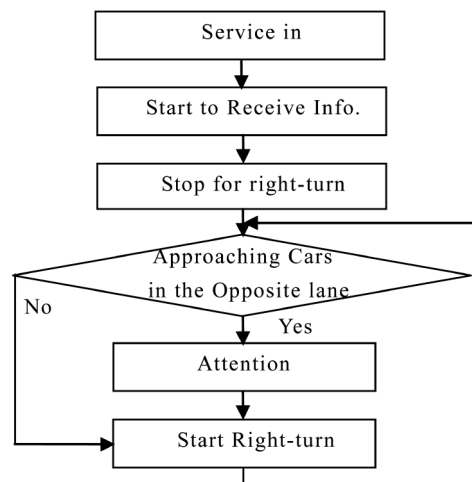 Service in
Start to Receive Info.
Stop for right-turn
Approaching Cars
in the Opposite lane
No
Yes
Attention
Start Right-turn